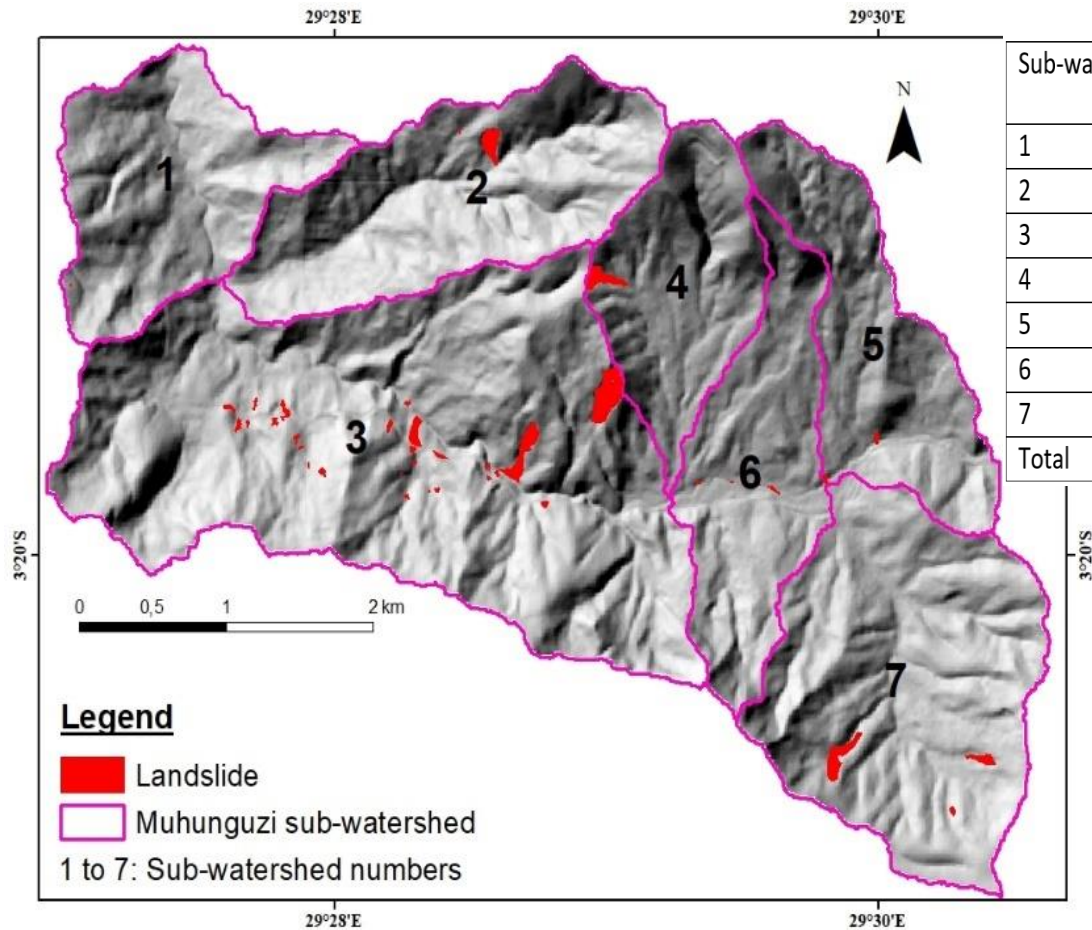 29°28'E
29°30'E
N
Sub-wa
1
2
3
4
5
6
7
Total
1
2
3
4
5
6
7
3°20'S
3°20'S
0 0,5 1 2 km
Legend
Landslide
Muhunguzi sub-watershed
1 to 7: Sub-watershed numbers
29°28'E
29°30'E